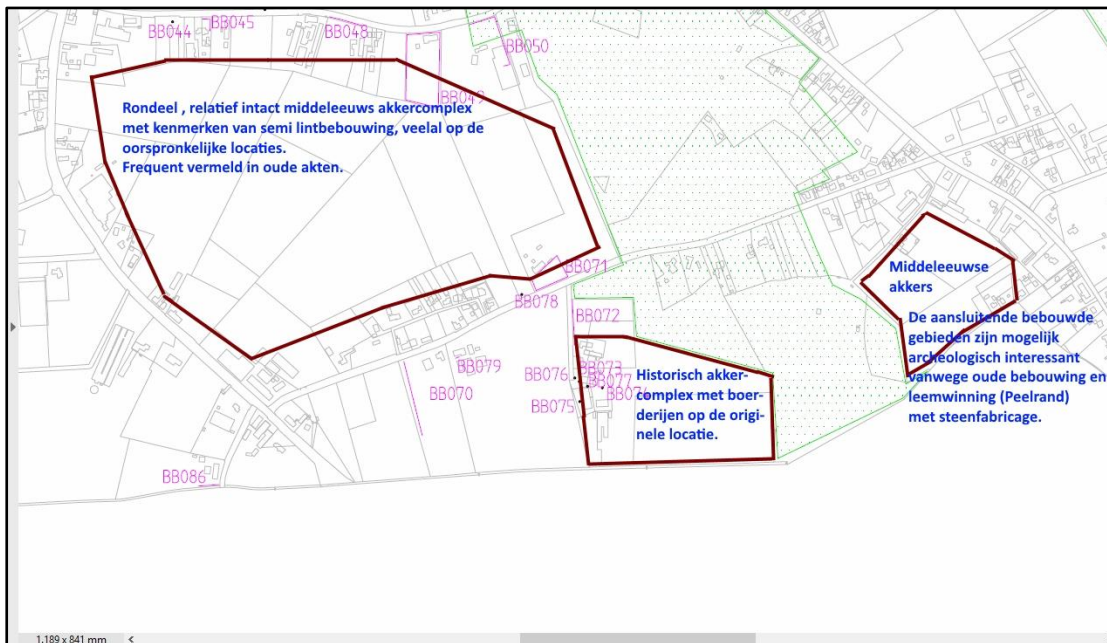 BB044
BB045
BB048
BB050
BB049
Rondeel , relatief intact middeleeuws akkercomplex
met kenmerken van semi lintbebouwing, veelal op de
oorspronkelijke locaties.
Frequent vermeld in oude akten.
BB071
BB078
BB072
Middeleeuwse
akkers
De aansluitende bebouwde
gebieden zijn mogelijk
archeologisch interessant
vanwege oude bebouwing en
leemwinning (Peelrand)
met steenfabricage.
BB079
BB070
BB076
BB073
BB077
BB074
BB075
Historisch akker-
complex met boer-
derijen op de origi-
nele locatie.
BB086
1.189 x 841 mm <